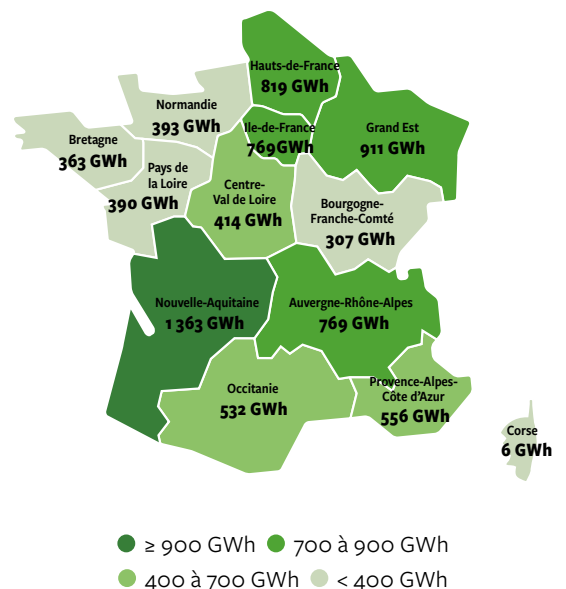 Hauts-de-France
819 GWh
Normandie
393 GWh
Ile-de-France
769GWh
Grand Est
911 GWh
Bretagne
363 GWh
Pays de
la Loire
390 GWh
Centre-
Val de Loire
414 GWh
Bourgogne-
Franche-Comté
307 GWh
Nouvelle-Aquitaine
1 363 GWh
Auvergne-Rhône-Alpes
769 GWh
Occitanie
532 GWh
Provence-Alpes-
Côte d'Azur
556 GWh
Corse
6 GWh
≥ 900 GWh 700 à 900 GWh
400 à 700 GWh < 400 GWh